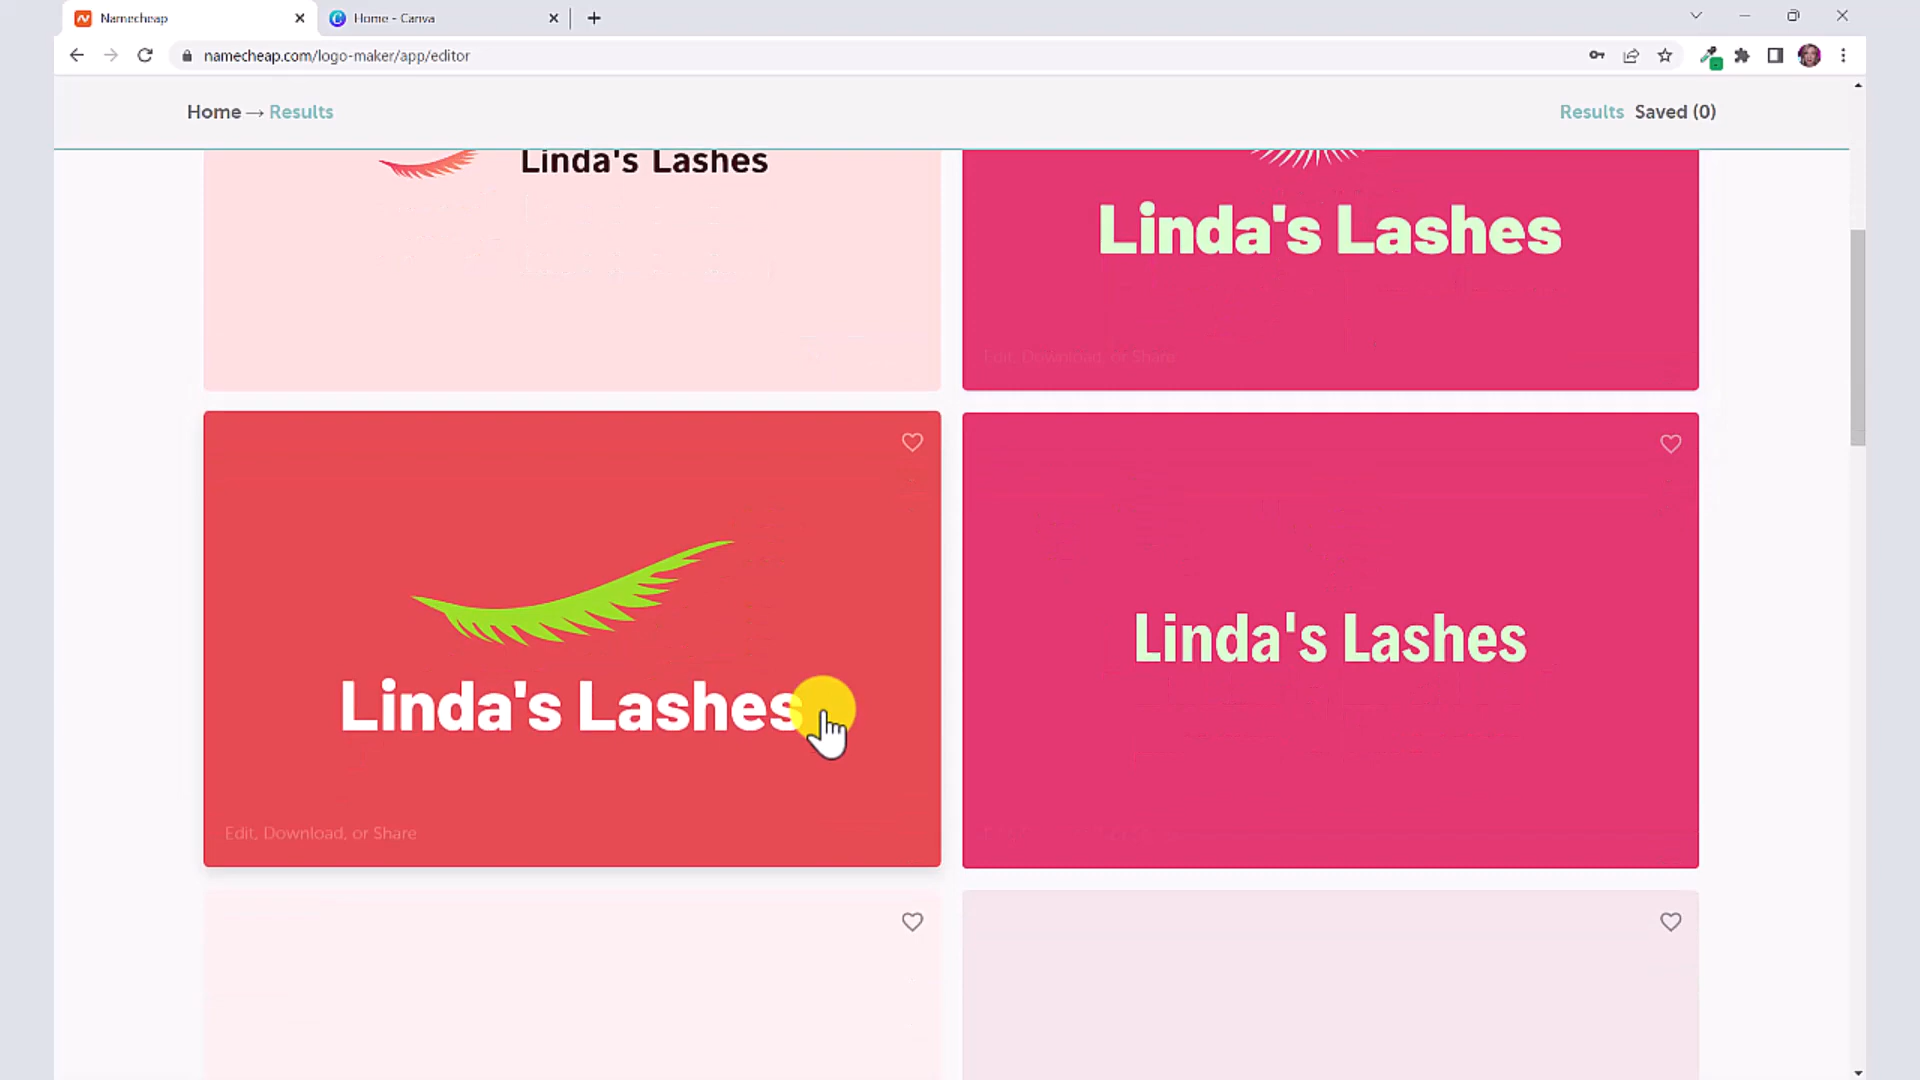 Namecheap
Home - Canva
namecheap.com/logo-maker/app/editor
Home → Results
Results Saved (0)
Linda's Lashes
Linda's Lashes
Edit, Download, or Share
Linda's Lashes
Edit, Download, or Share
Linda's Lashes